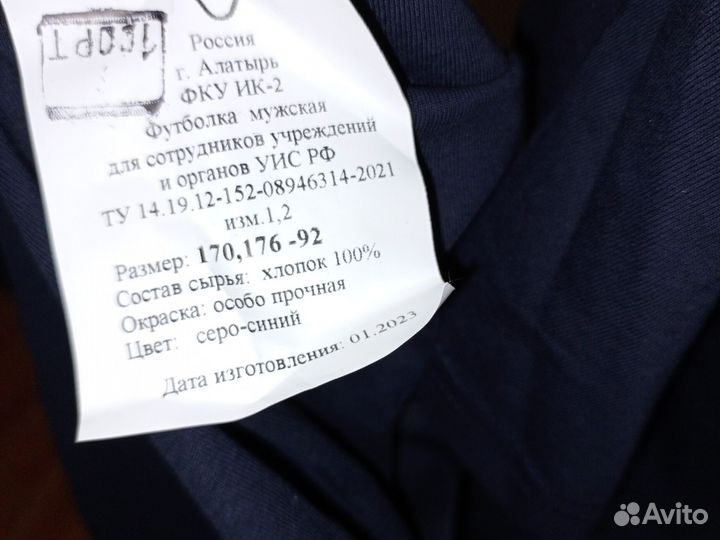 1СОРТ
Россия
г. Алатырь
ФКУ ИК-2
Футболка мужская
для сотрудников учреждений
и органов УИС РФ
ТУ 14.19.12-152-08946314-2021
изм.1,2
Размер: 170,176 -92
Состав сырья: хлопок 100%
Окраска: особо прочная
Цвет: серо-синий
Дата изготовления: 01.2023
Avito